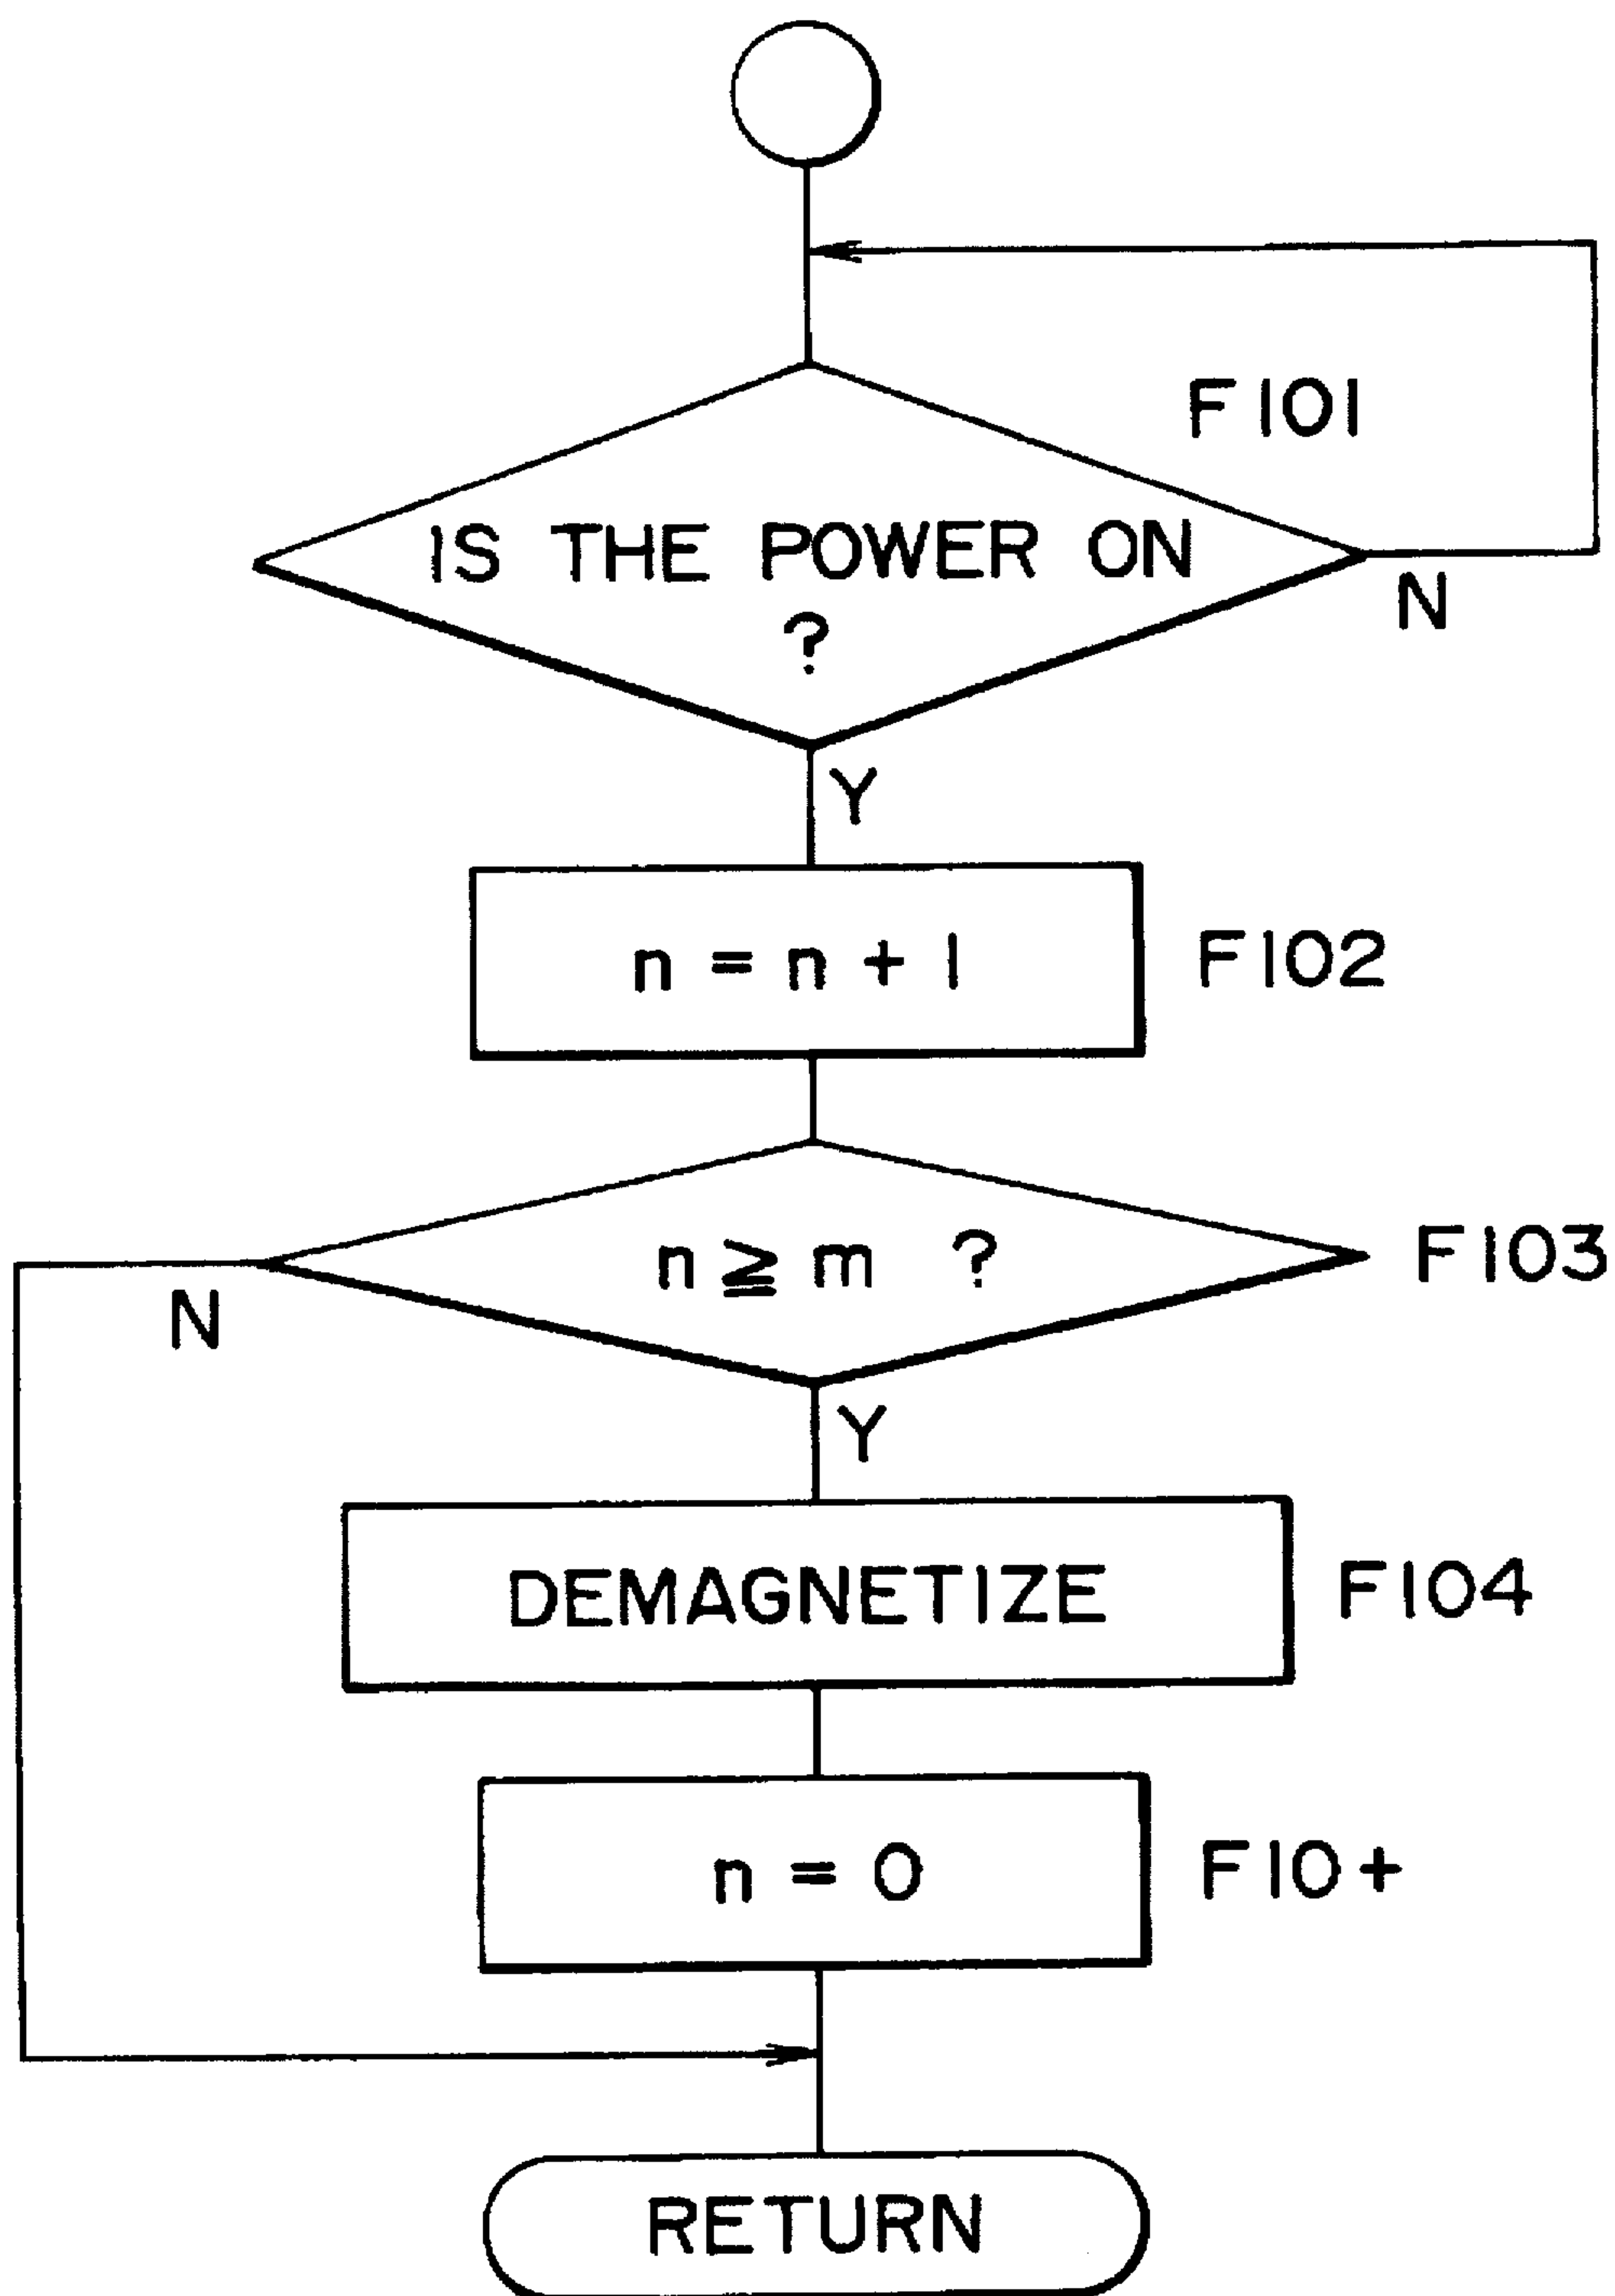 F101
IS THE POWER ON
?
N
Y
n = n + 1
F102
n ≧ m ?
F103
N
Y
DEMAGNETIZE
F104
n = 0
F10+
RETURN